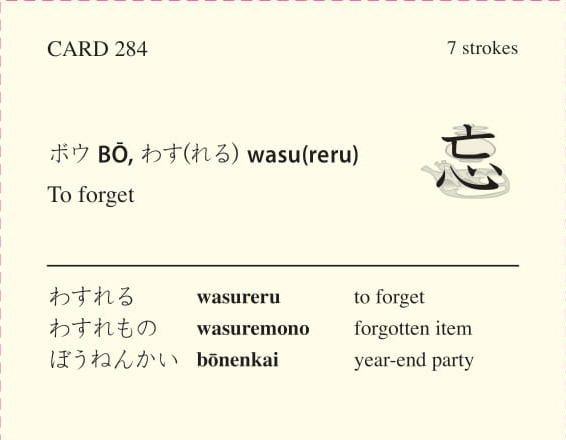 CARD 284 7 strokes
忘
ボウ BŌ, わす(れる) wasu(reru)
To forget
わすれる wasureru to forget
わすれもの wasuremono forgotten item
ぼうねんかい bōnenkai year-end party